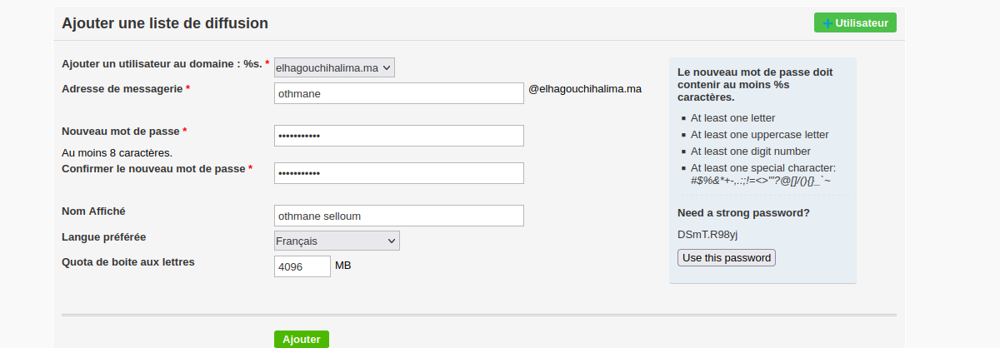 Ajouter une liste de diffusion
Utilisateur
Ajouter un utilisateur au domaine : %s. *
elhagouchihalima.ma
Adresse de messagerie *
othmane
@elhagouchihalima.ma
Nouveau mot de passe *
•••••••••••
Au moins 8 caractères.
Confirmer le nouveau mot de passe *
•••••••••••
Nom Affiché
othmane selloum
Langue préférée
Français
Quota de boite aux lettres
4096
MB
Ajouter
Le nouveau mot de passe doit
contenir au moins %s
caractères.
At least one letter
At least one uppercase letter
At least one digit number
At least one special character:
#$%&*+-,.:;!=<>'"?@[]/(){}_`~
Need a strong password?
DSmT.R98yj
Use this password